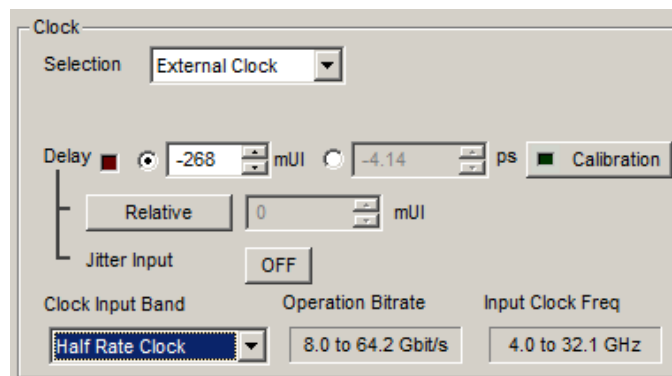 Clock
Selection External Clock
Delay -268 mUI -4.14 ps Calibration
Relative 0 mUI
Jitter Input OFF
Clock Input Band Operation Bitrate Input Clock Freq
Half Rate Clock 8.0 to 64.2 Gbit/s 4.0 to 32.1 GHz